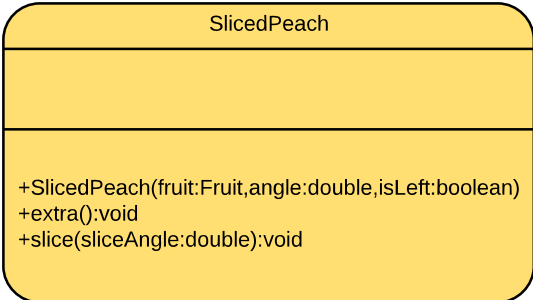 SlicedPeach
+SlicedPeach(fruit:Fruit,angle:double,isLeft:boolean)
+extra():void
+slice(sliceAngle:double):void